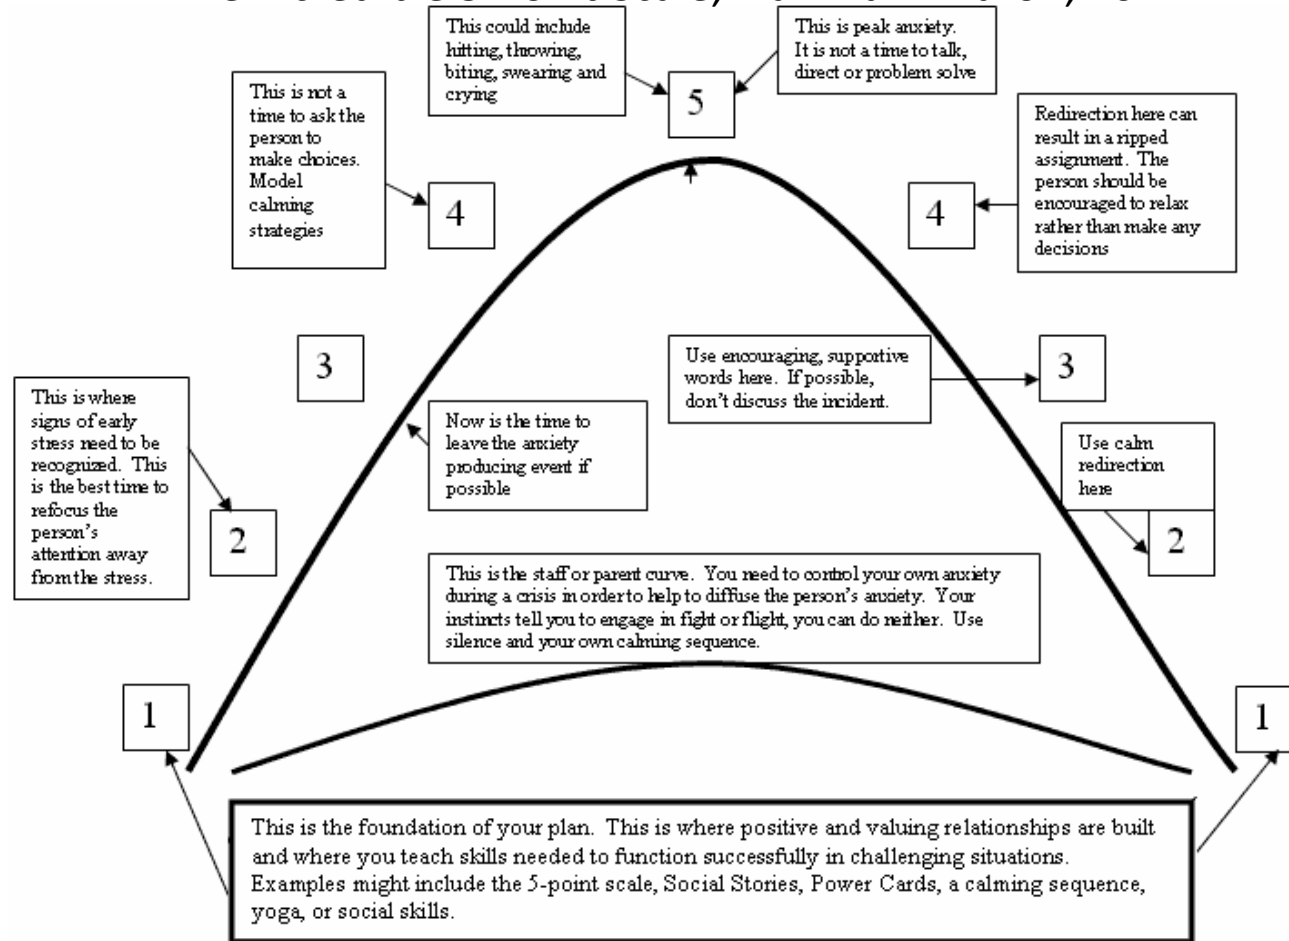 This could include
hitting, throwing,
biting, swearing and
crying
This is peak anxiety.
It is not a time to talk,
direct or problem solve
5
This is not a
time to ask the
person to
make choices.
Model
calming
strategies
4
Redirection here can
result in a ripped
assignment. The
person should be
encouraged to relax
rather than make any
decisions
4
3
Use encouraging, supportive
words here. If possible,
don't discuss the incident.
3
This is where
signs of early
stress need to be
recognized. This
is the best time to
refocus the
person's
attention away
from the stress.
2
Now is the time to
leave the anxiety
producing event if
possible
Use calm
redirection
here
2
This is the staff or parent curve. You need to control your own anxiety
during a crisis in order to help to diffuse the person's anxiety. Your
instincts tell you to engage in fight or flight, you can do neither. Use
silence and your own calming sequence.
1
1
This is the foundation of your plan. This is where positive and valuing relationships are built
and where you teach skills needed to function successfully in challenging situations.
Examples might include the 5-point scale, Social Stories, Power Cards, a calming sequence,
yoga, or social skills.